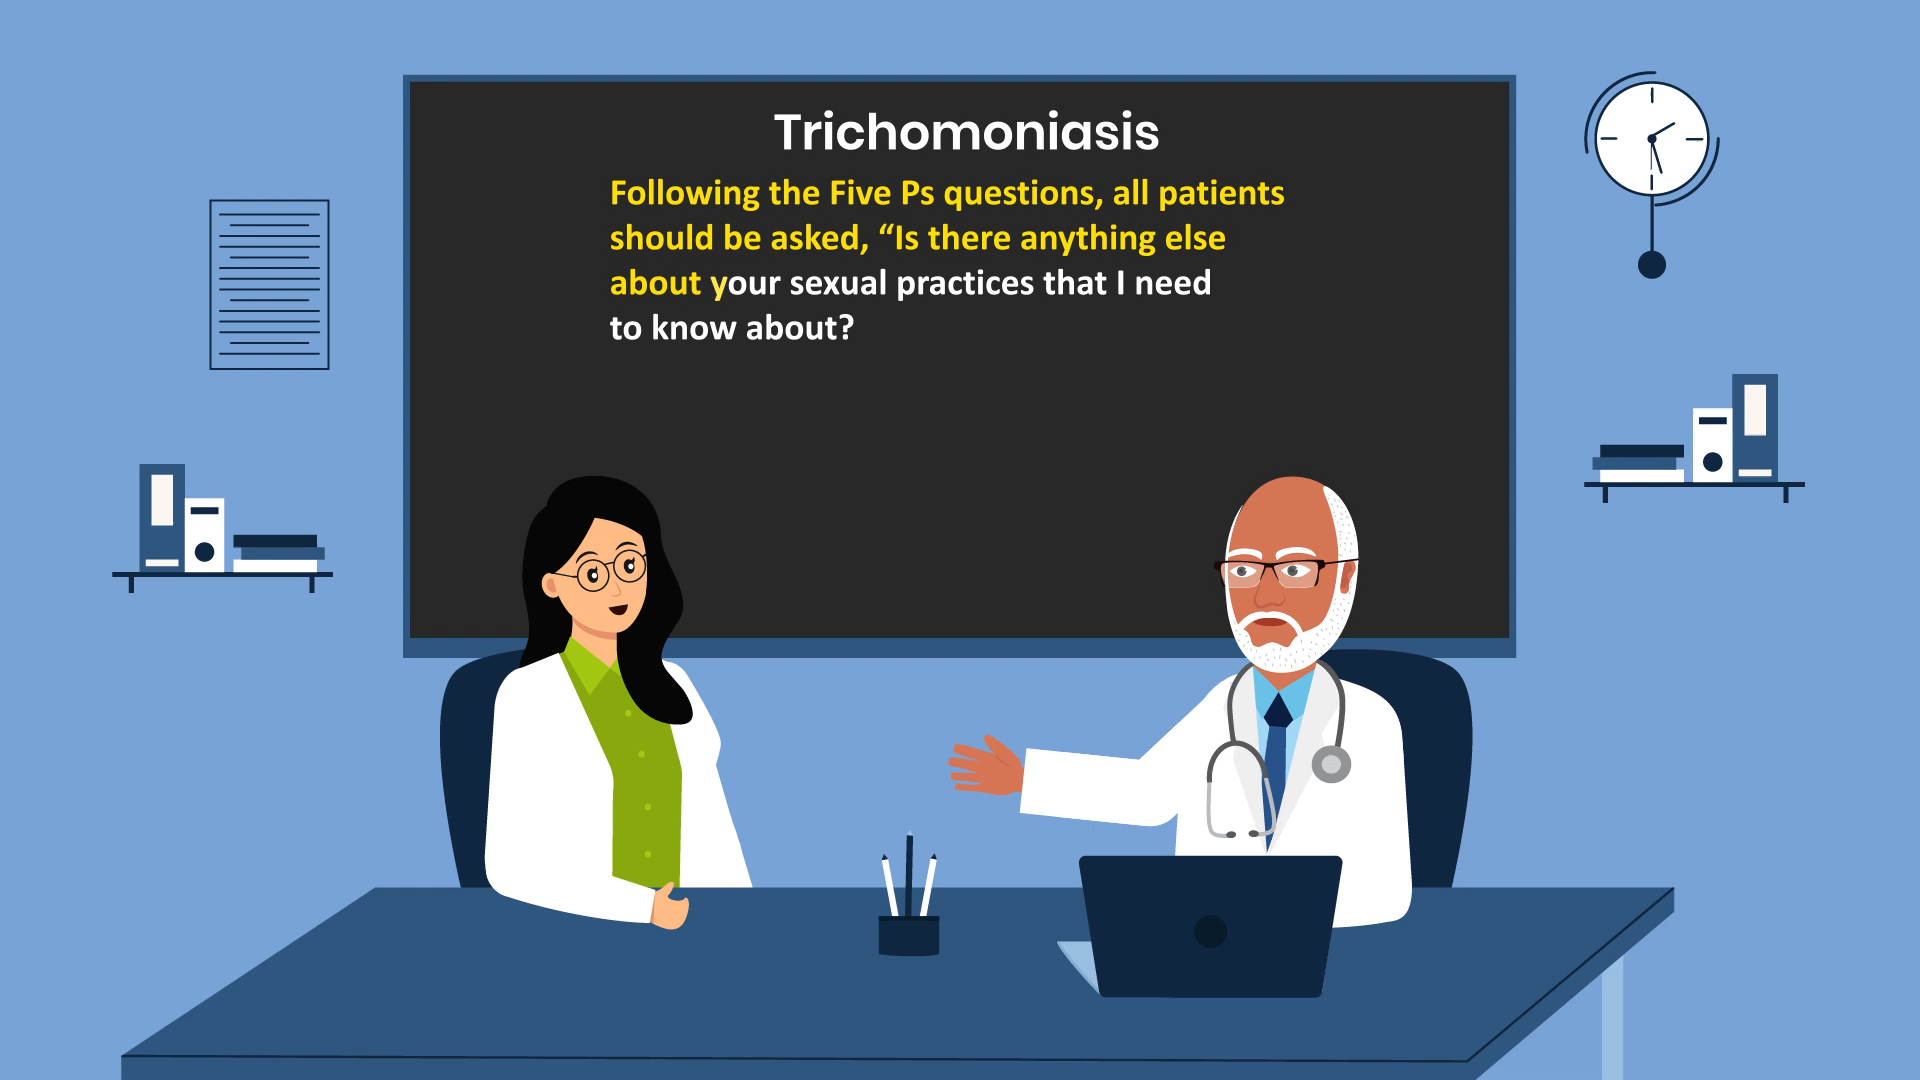 Trichomoniasis
Following the Five Ps questions, all patients
should be asked, “Is there anything else
about your sexual practices that I need
to know about?